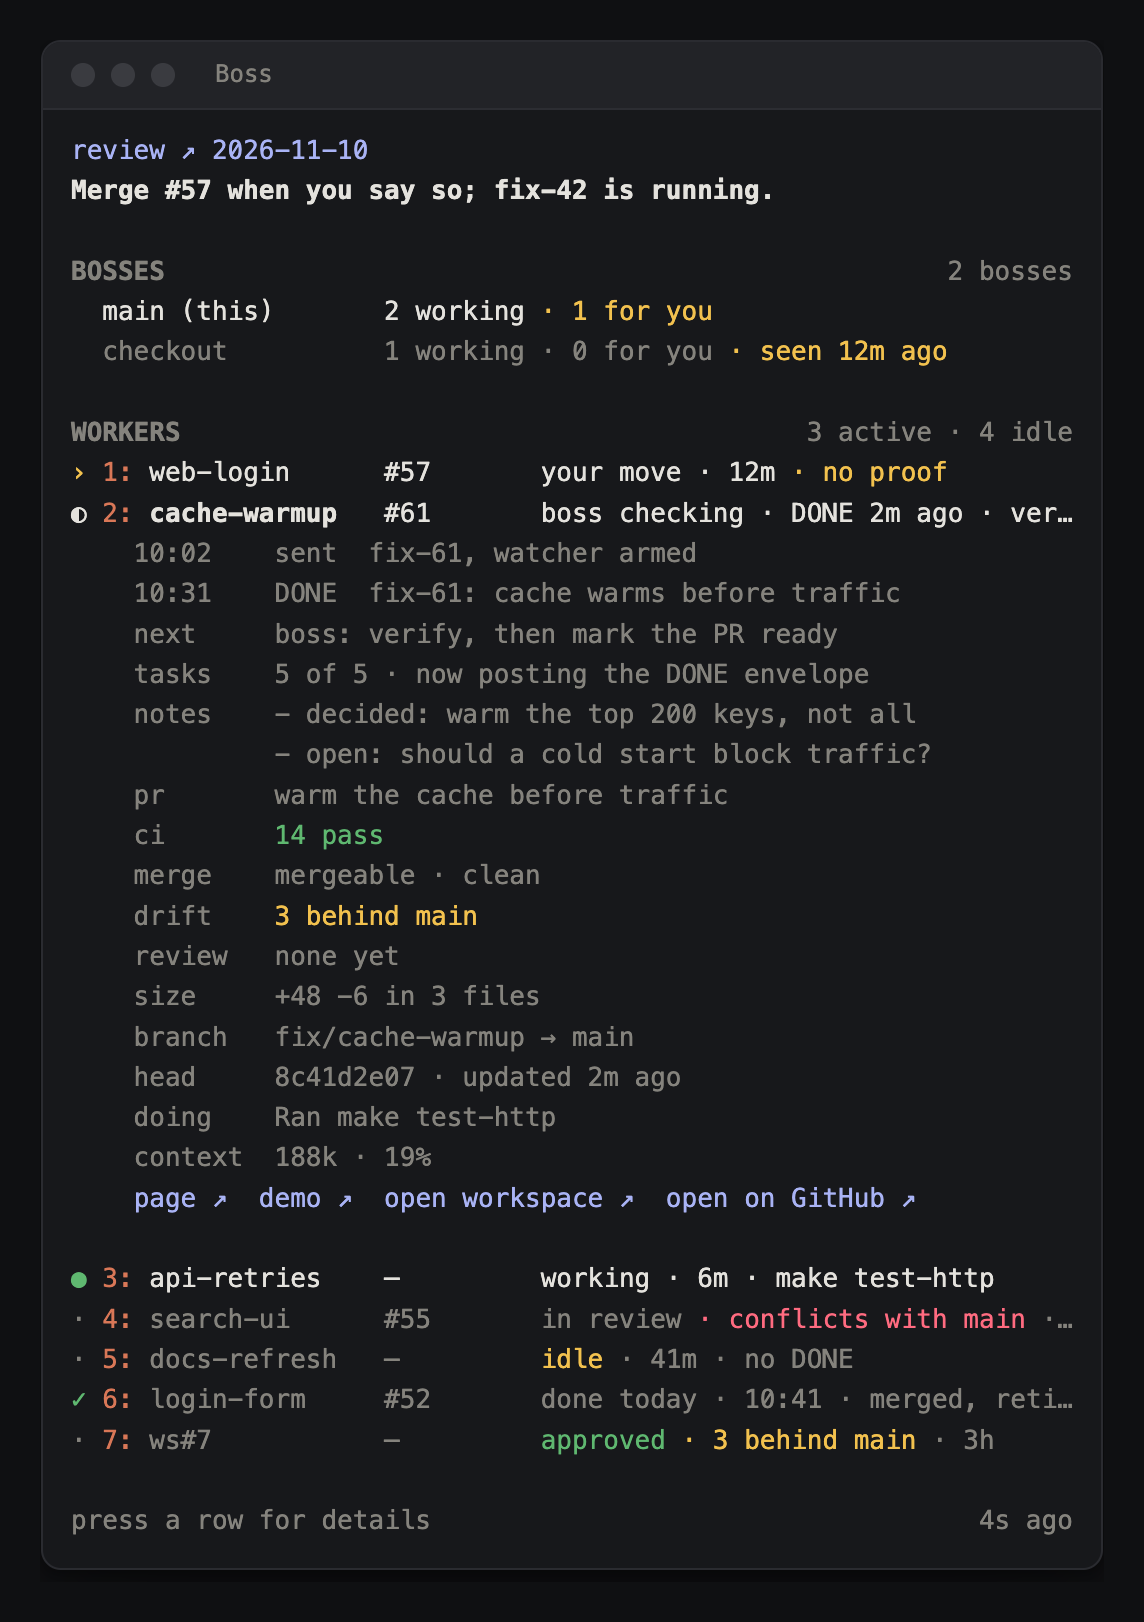 Boss
review ↗ 2026-11-10
Merge #57 when you say so; fix-42 is running.
BOSSES 2 bosses
main (this) 2 working · 1 for you
checkout 1 working · 0 for you · seen 12m ago
WORKERS 3 active · 4 idle
› 1: web-login #57 your move · 12m · no proof
◐ 2: cache-warmup #61 boss checking · DONE 2m ago · ver…
10:02 sent fix-61, watcher armed
10:31 DONE fix-61: cache warms before traffic
next boss: verify, then mark the PR ready
tasks 5 of 5 · now posting the DONE envelope
notes - decided: warm the top 200 keys, not all
- open: should a cold start block traffic?
pr warm the cache before traffic
ci 14 pass
merge mergeable · clean
drift 3 behind main
review none yet
size +48 -6 in 3 files
branch fix/cache-warmup → main
head 8c41d2e07 · updated 2m ago
doing Ran make test-http
context 188k · 19%
page ↗ demo ↗ open workspace ↗ open on GitHub ↗
● 3: api-retries — working · 6m · make test-http
· 4: search-ui #55 in review · conflicts with main ·…
· 5: docs-refresh — idle · 41m · no DONE
✓ 6: login-form #52 done today · 10:41 · merged, reti…
· 7: ws#7 — approved · 3 behind main · 3h
press a row for details 4s ago